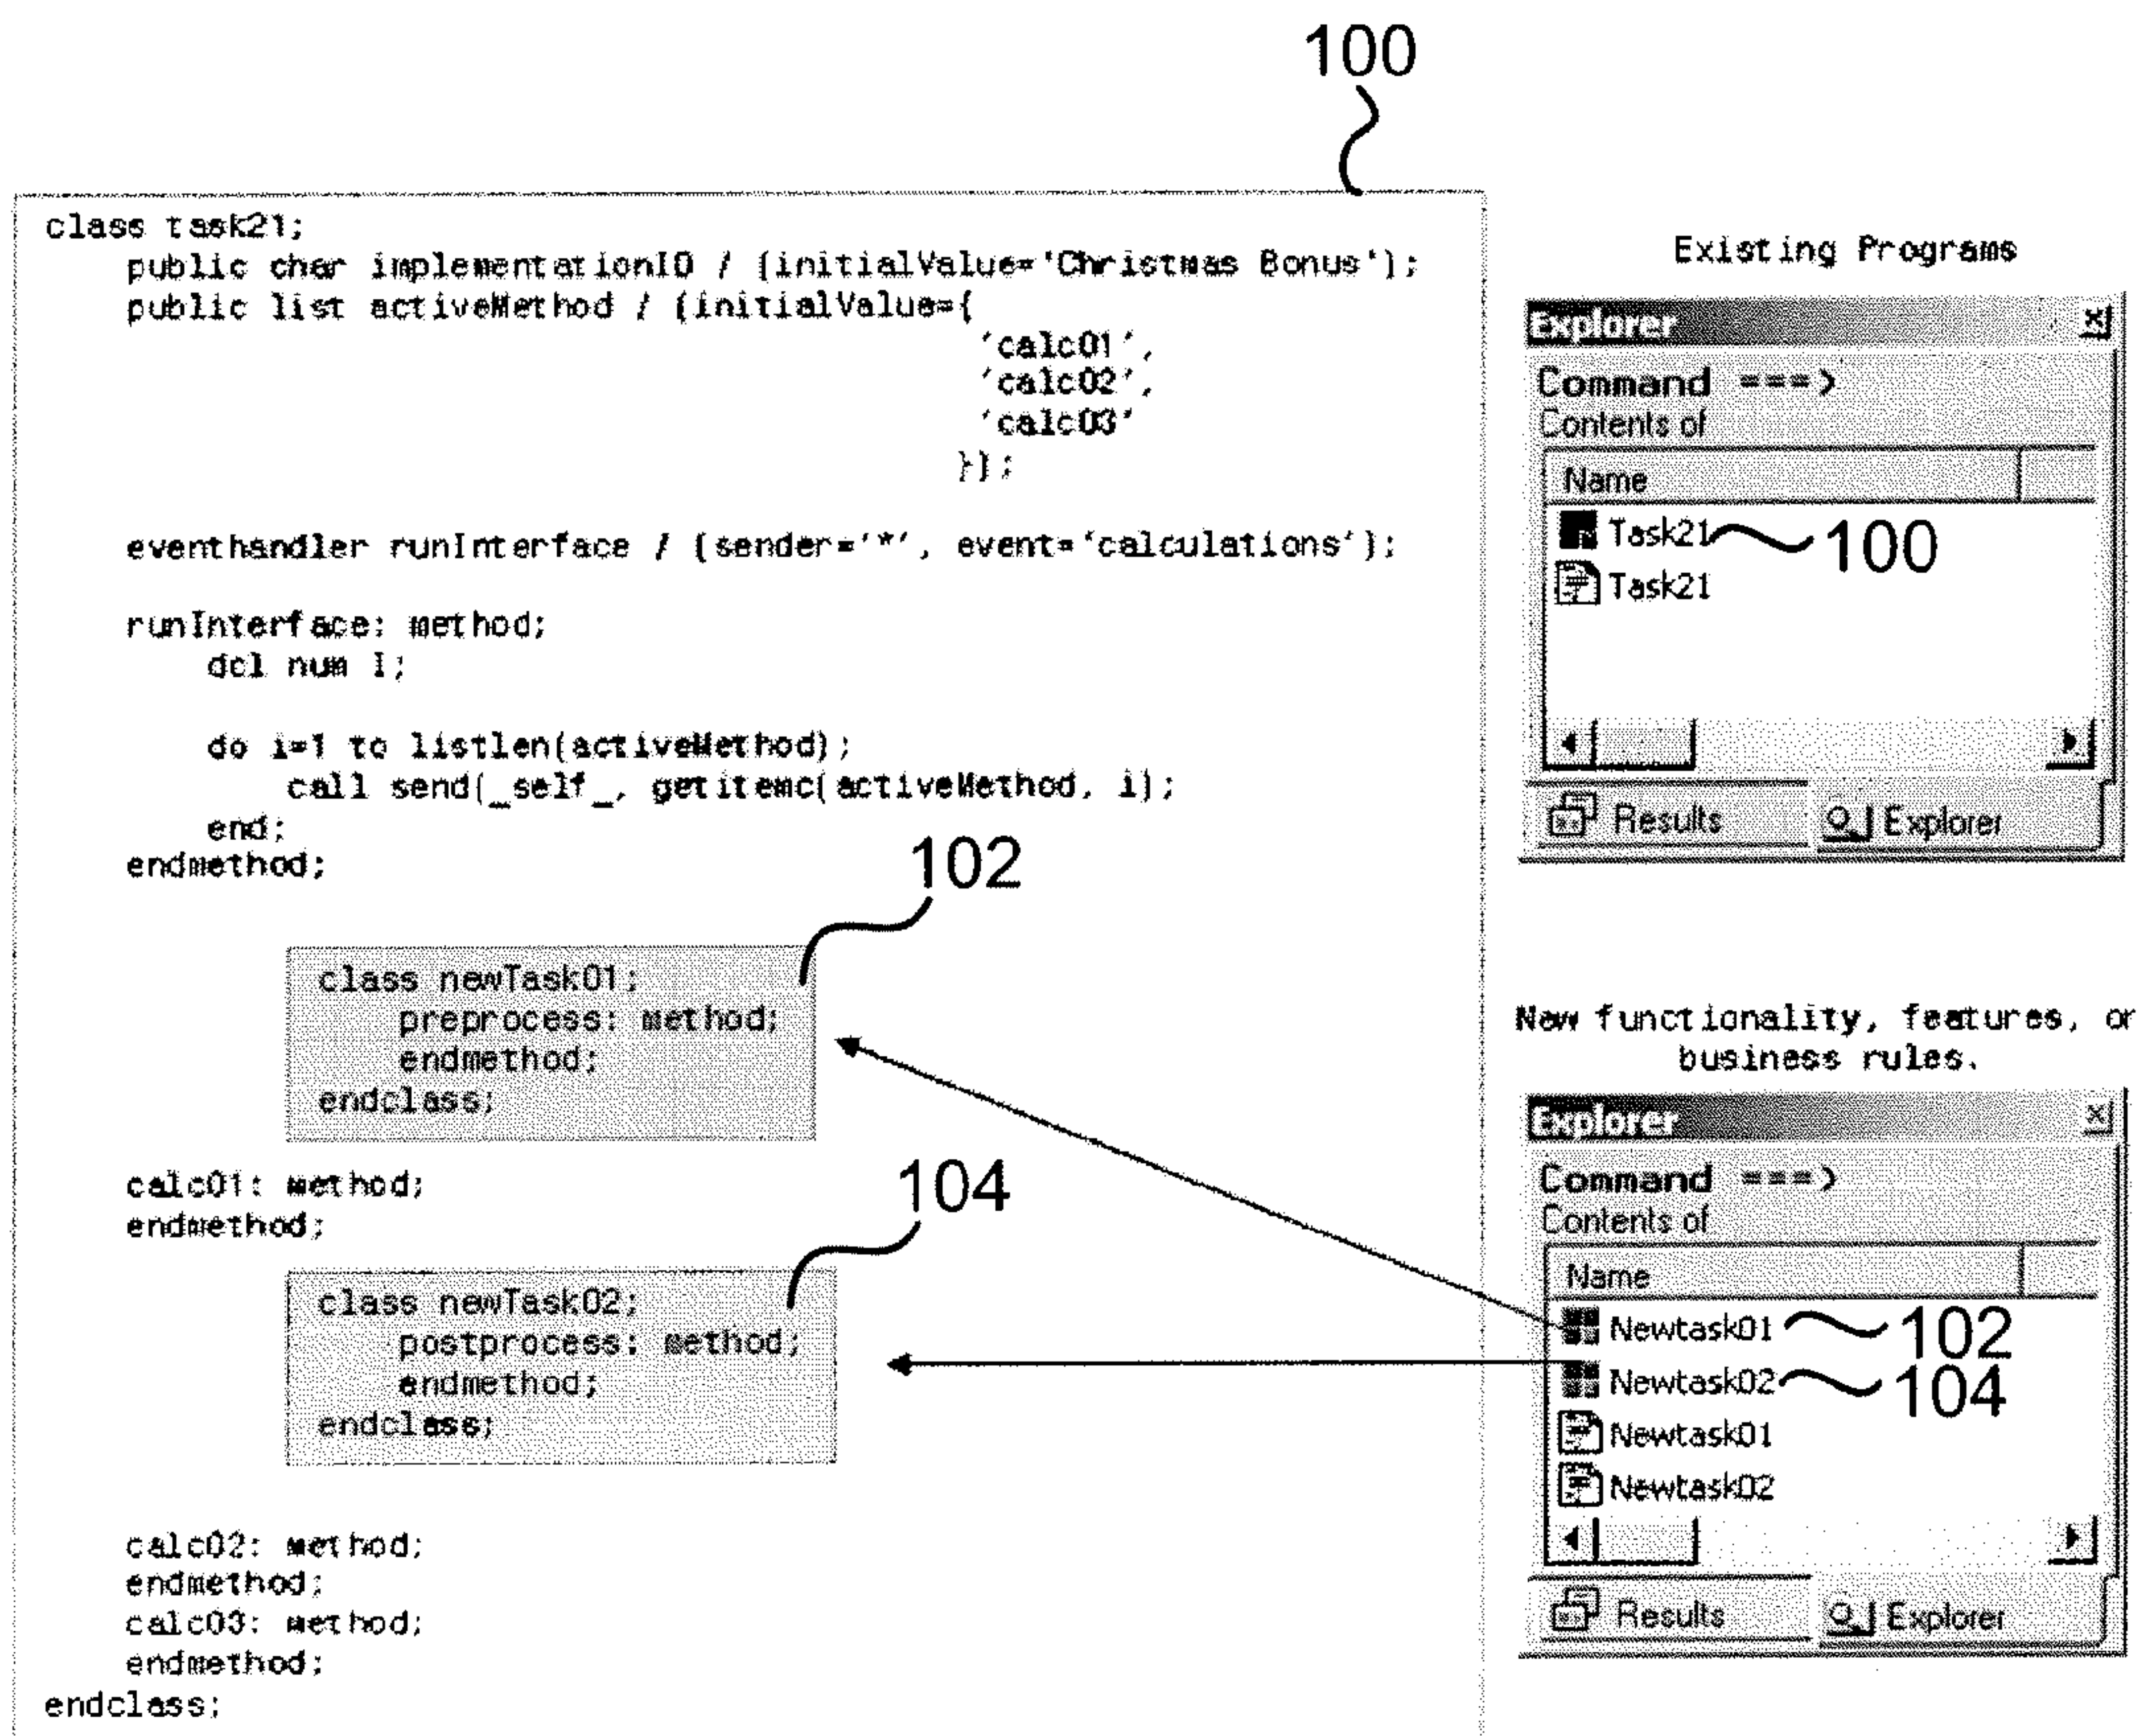 100
class task21;
public char implementationID / (initialValue='Christmas Bonus');
public list activeMethod / (initialValue={
'calc01',
'calc02',
'calc03'
});
eventhandler runInterface / (sender='*', event='calculations');
runInterface: method;
dcl num I;
do i=1 to listlen(activeMethod);
call send(_self_, getitemc(activeMethod, i);
end;
endmethod;
102
class newTask01;
preprocess: method;
endmethod;
endclass;
calc01: method;
endmethod;
104
class newTask02;
postprocess: method;
endmethod;
endclass;
calc02: method;
endmethod;
calc03: method;
endmethod;
endclass;
Existing Programs
Explorer
Command ===>
Contents of
Name
Task21 100
Task21
Results Explorer
New functionality, features, or
business rules.
Explorer
Command ===>
Contents of
Name
Newtask01 102
Newtask02 104
Newtask01
Newtask02
Results Explorer